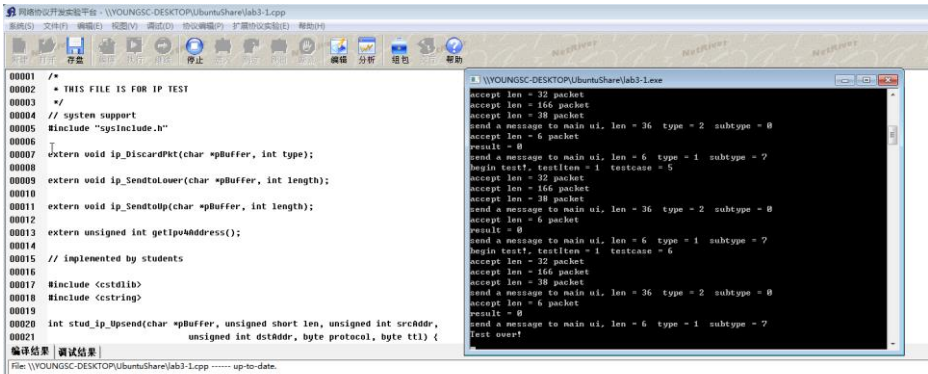 网络协议开发实验平台 - \\YOUNGSC-DESKTOP\UbuntuShare\lab3-1.cpp
系统(S) 文件(F) 编辑(E) 视图(V) 调试(D) 协议编辑(P) 扩展协议实验(E) 帮助(H)
存盘 停止 编辑 分析 组包 帮助
NetRiver NetRiver NetRiver
00001 /*
00002 * THIS FILE IS FOR IP TEST
00003 */
00004 // system support
00005 #include "sysInclude.h"
00006
00007 extern void ip_DiscardPkt(char *pBuffer, int type);
00008
00009 extern void ip_SendtoLower(char *pBuffer, int length);
00010
00011 extern void ip_SendtoUp(char *pBuffer, int length);
00012
00013 extern unsigned int getIpv4Address();
00014
00015 // implemented by students
00016
00017 #include <cstdlib>
00018 #include <cstring>
00019
00020 int stud_ip_Upsend(char *pBuffer, unsigned short len, unsigned int srcAddr,
00021 unsigned int dstAddr, byte protocol, byte ttl) {
编译结果 调试结果
File: \\YOUNGSC-DESKTOP\UbuntuShare\lab3-1.cpp ------ up-to-date.
\\YOUNGSC-DESKTOP\UbuntuShare\lab3-1.exe
accept len = 32 packet
accept len = 166 packet
accept len = 38 packet
send a message to main ui, len = 36 type = 2 subtype = 0
accept len = 6 packet
result = 0
send a message to main ui, len = 6 type = 1 subtype = 7
begin test!, testItem = 1 testcase = 5
accept len = 32 packet
accept len = 166 packet
accept len = 38 packet
send a message to main ui, len = 36 type = 2 subtype = 0
accept len = 6 packet
result = 0
send a message to main ui, len = 6 type = 1 subtype = 7
begin test!, testItem = 1 testcase = 6
accept len = 32 packet
accept len = 166 packet
accept len = 38 packet
send a message to main ui, len = 36 type = 2 subtype = 0
accept len = 6 packet
result = 0
send a message to main ui, len = 6 type = 1 subtype = 7
Test over!